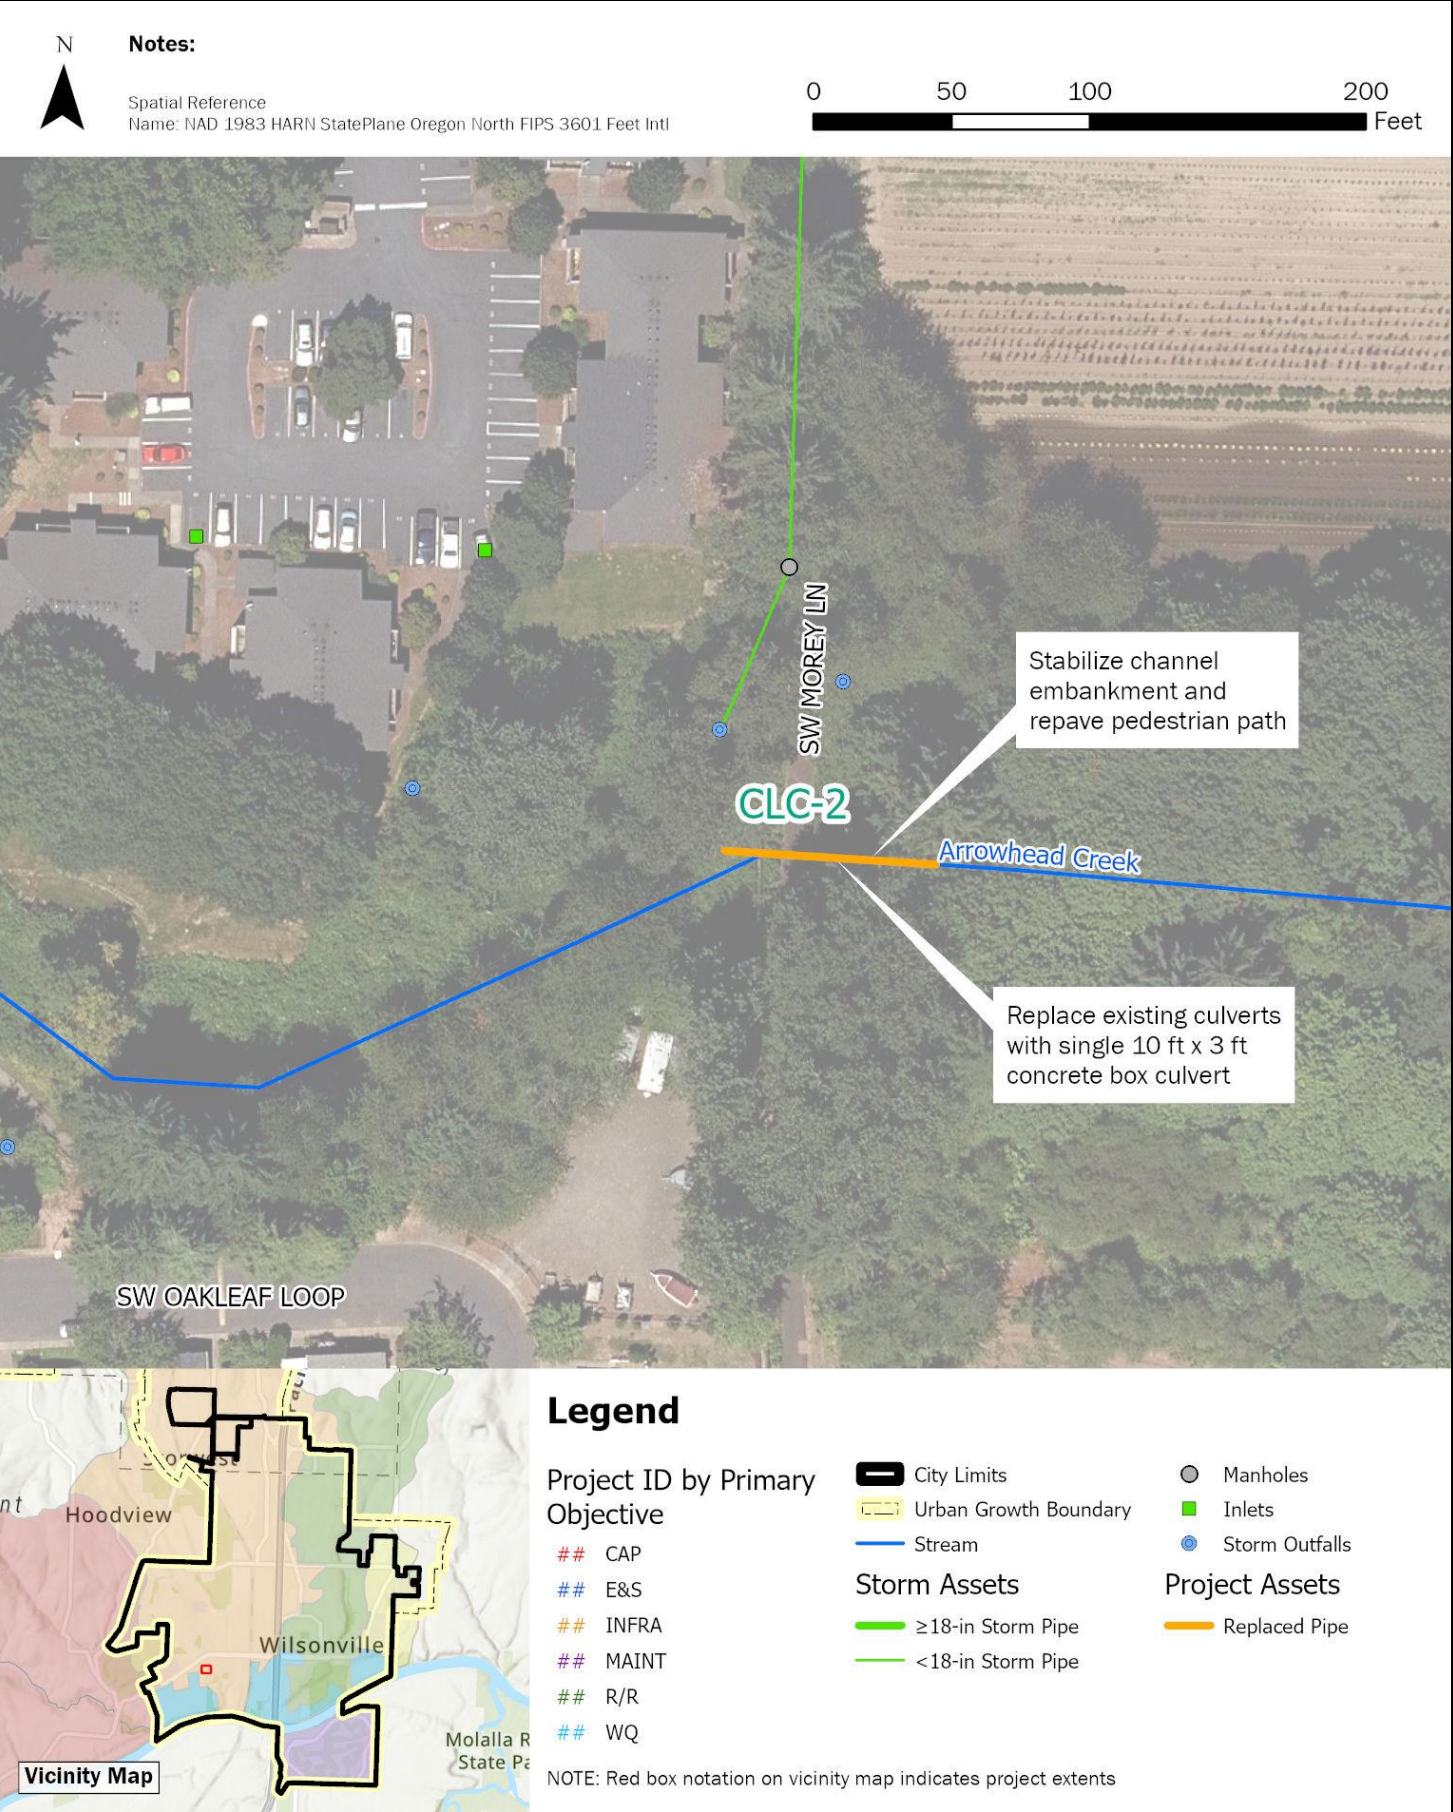 N
Notes:
Spatial Reference
Name: NAD 1983 HARN StatePlane Oregon North FIPS 3601 Feet Intl
0 50 100 200
Feet
SW MOREY LN
Stabilize channel
embankment and
repave pedestrian path
CLC-2
Arrowhead Creek
Replace existing culverts
with single 10 ft x 3 ft
concrete box culvert
SW OAKLEAF LOOP
Hoodview
Wilsonville
Molalla R
State Pa
Vicinity Map
Legend
Project ID by Primary
Objective
## CAP
## E&S
## INFRA
## MAINT
## R/R
## WQ
City Limits
Urban Growth Boundary
Stream
Storm Assets
≥18-in Storm Pipe
<18-in Storm Pipe
Manholes
Inlets
Storm Outfalls
Project Assets
Replaced Pipe
NOTE: Red box notation on vicinity map indicates project extents